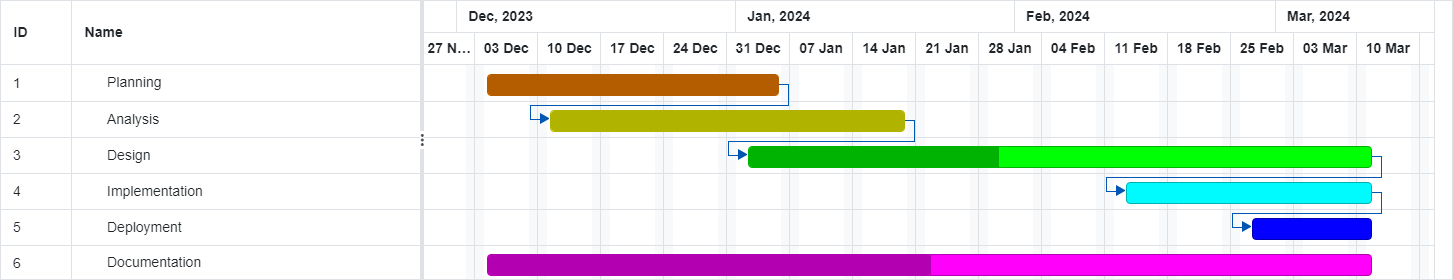 ID Name Dec, 2023 Jan, 2024 Feb, 2024 Mar, 2024
27 N... 03 Dec 10 Dec 17 Dec 24 Dec 31 Dec 07 Jan 14 Jan 21 Jan 28 Jan 04 Feb 11 Feb 18 Feb 25 Feb 03 Mar 10 Mar
1 Planning
2 Analysis
3 Design
4 Implementation
5 Deployment
6 Documentation